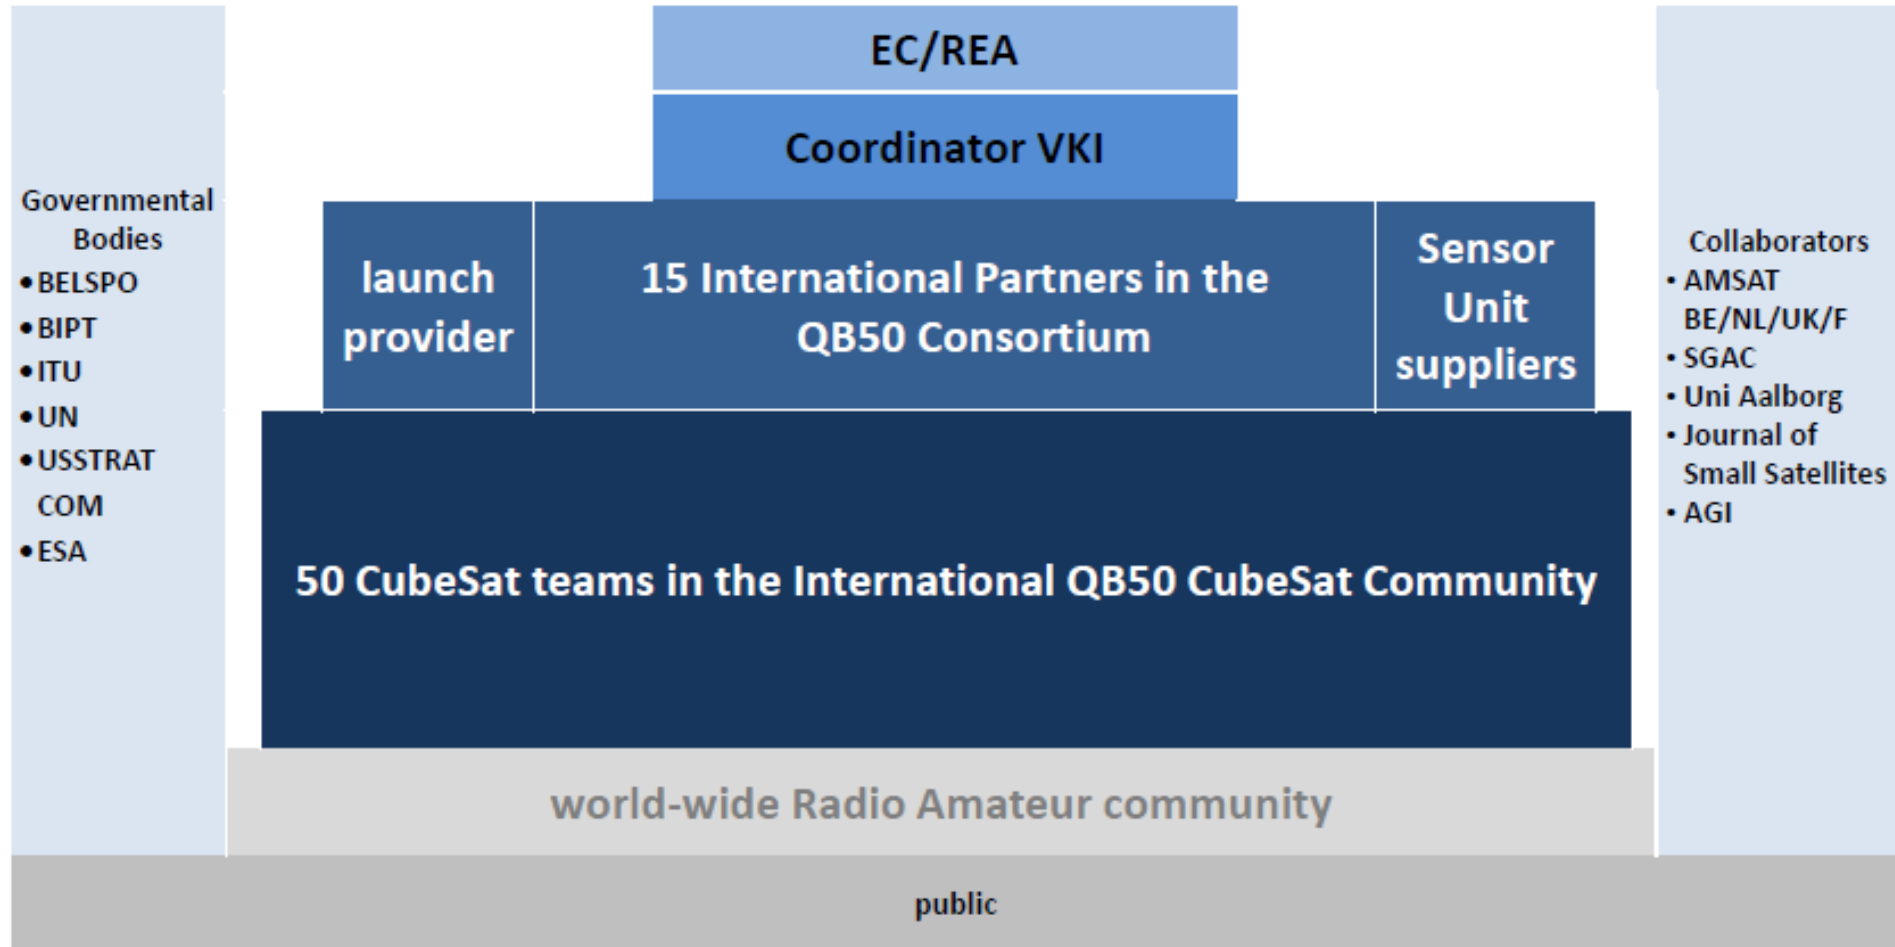 EC/REA
Coordinator VKI
Governmental
Bodies
•BELSPO
•BIPT
•ITU
•UN
•USSTRAT
COM
•ESA
launch
provider
15 International Partners in the
QB50 Consortium
Sensor
Unit
suppliers
Collaborators
• AMSAT
BE/NL/UK/F
• SGAC
• Uni Aalborg
• Journal of
Small Satellites
• AGI
50 CubeSat teams in the International QB50 CubeSat Community
world-wide Radio Amateur community
public